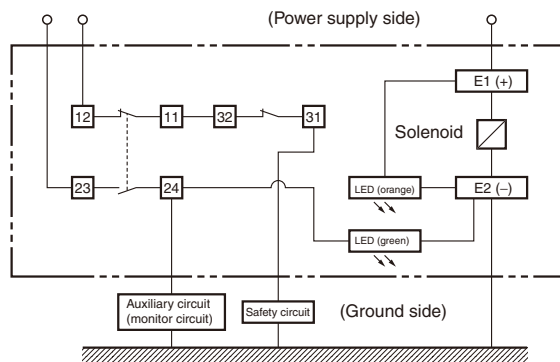 (Power supply side)
E1 (+)
12
11
32
31
Solenoid
23
24
LED (orange)
E2 (−)
LED (green)
Auxiliary circuit
(monitor circuit)
Safety circuit
(Ground side)